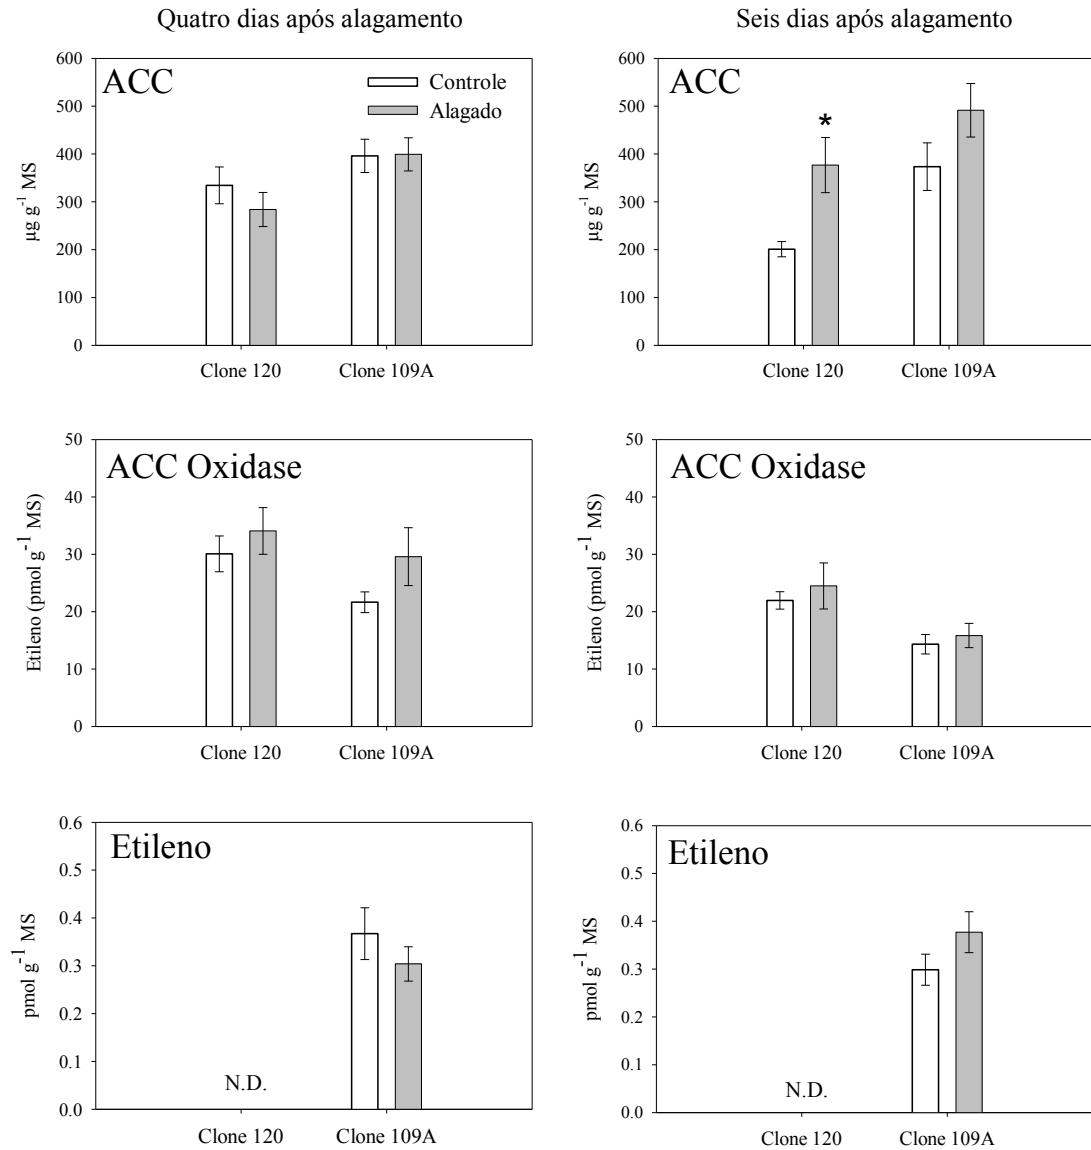 Quatro dias após alagamento
Seis dias após alagamento
600
500
400
300
200
100
0
µg g-1 MS
ACC
Controle
Alagado
Clone 120
Clone 109A
600
500
400
300
200
100
0
µg g-1 MS
ACC
*
Clone 120
Clone 109A
50
40
30
20
10
0
Etileno (pmol g-1 MS)
ACC Oxidase
Clone 120
Clone 109A
50
40
30
20
10
0
Etileno (pmol g-1 MS)
ACC Oxidase
Clone 120
Clone 109A
0.6
0.5
0.4
0.3
0.2
0.1
0.0
pmol g-1 MS
Etileno
N.D.
Clone 120
Clone 109A
0.6
0.5
0.4
0.3
0.2
0.1
0.0
pmol g-1 MS
Etileno
N.D.
Clone 120
Clone 109A